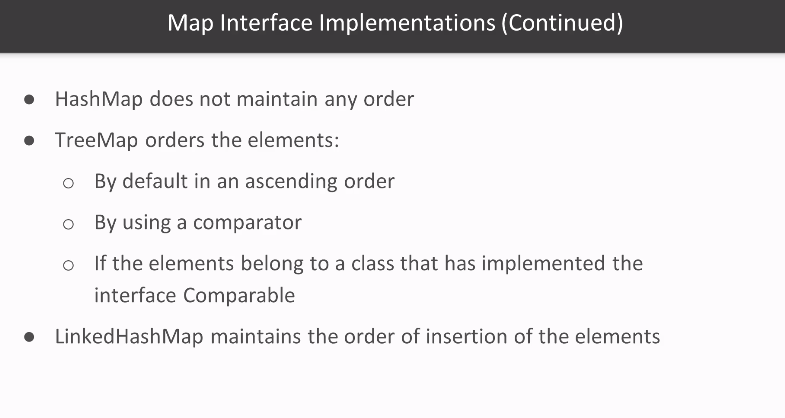 Map Interface Implementations (Continued)
● HashMap does not maintain any order
● TreeMap orders the elements:
○ By default in an ascending order
○ By using a comparator
○ If the elements belong to a class that has implemented the
interface Comparable
● LinkedHashMap maintains the order of insertion of the elements